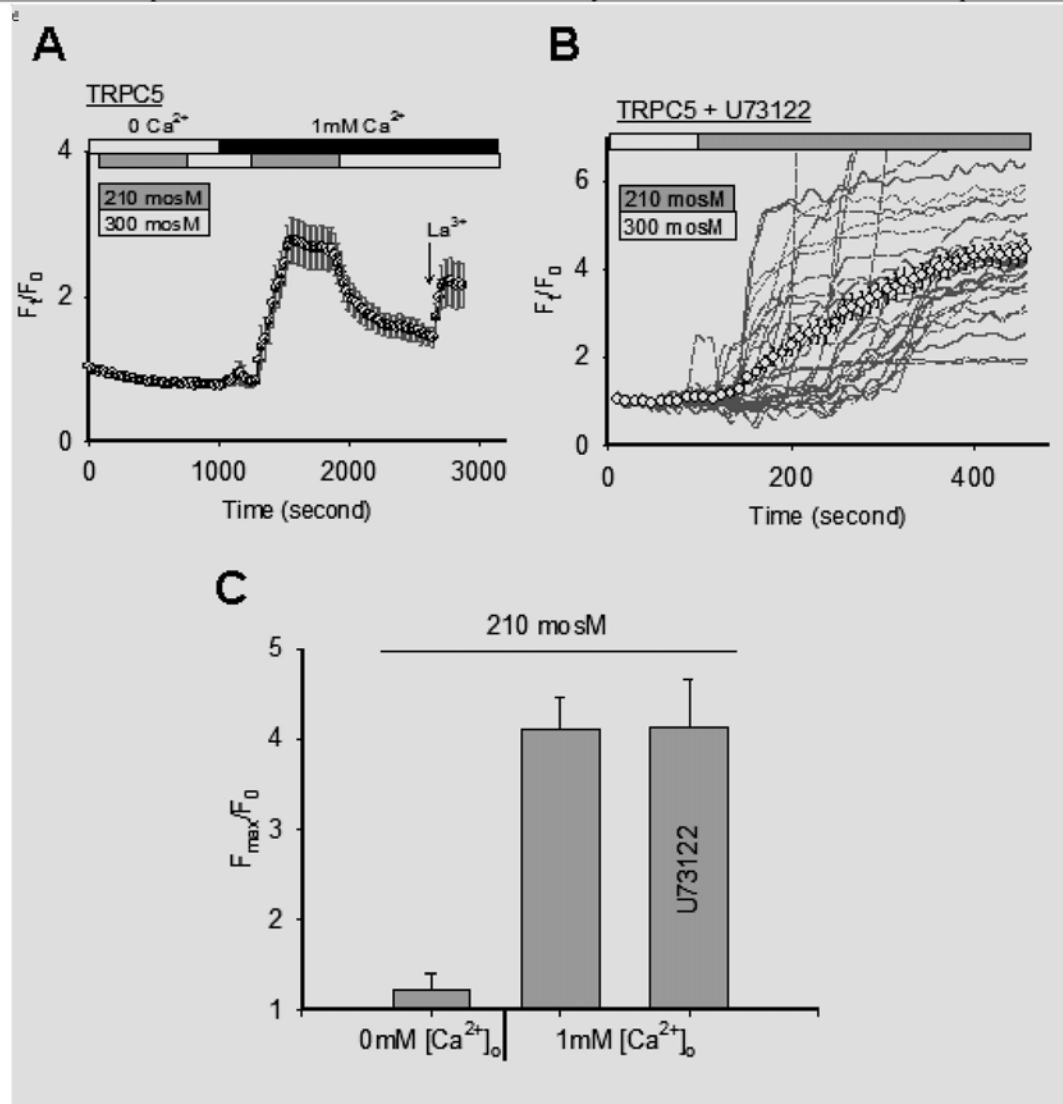 A
TRPC5
0 Ca²⁺ 1mM Ca²⁺
4
210 mosM
300 mosM
La³⁺
2
Fₜ/F₀
0
0 1000 2000 3000
Time (second)
B
TRPC5 + U73122
6
210 mosM
300 mosM
4
Fₜ/F₀
2
0
0 200 400
Time (second)
C
210 mosM
5
4
3
2
1
Fmax/F₀
U73122
0mM [Ca²⁺]ₒ 1mM [Ca²⁺]ₒ